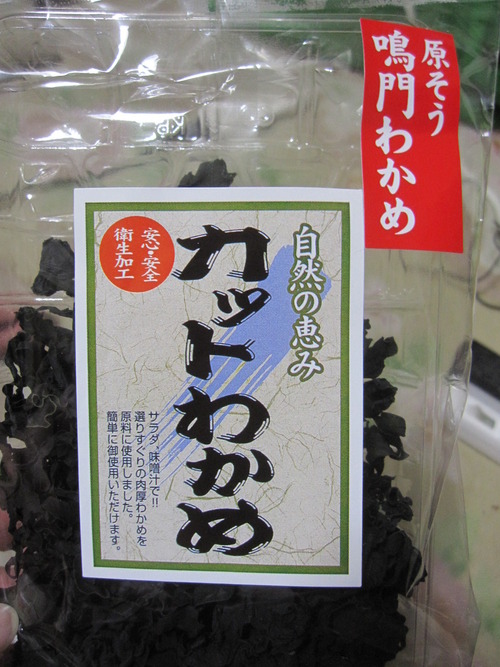 原そう
鳴門わかめ
自然の恵み
カットわかめ
安心・安全
衛生加工
サラダ、味噌汁で!!
選りすぐりの肉厚わかめを
原料に使用しました。
簡単に御使用いただけます。